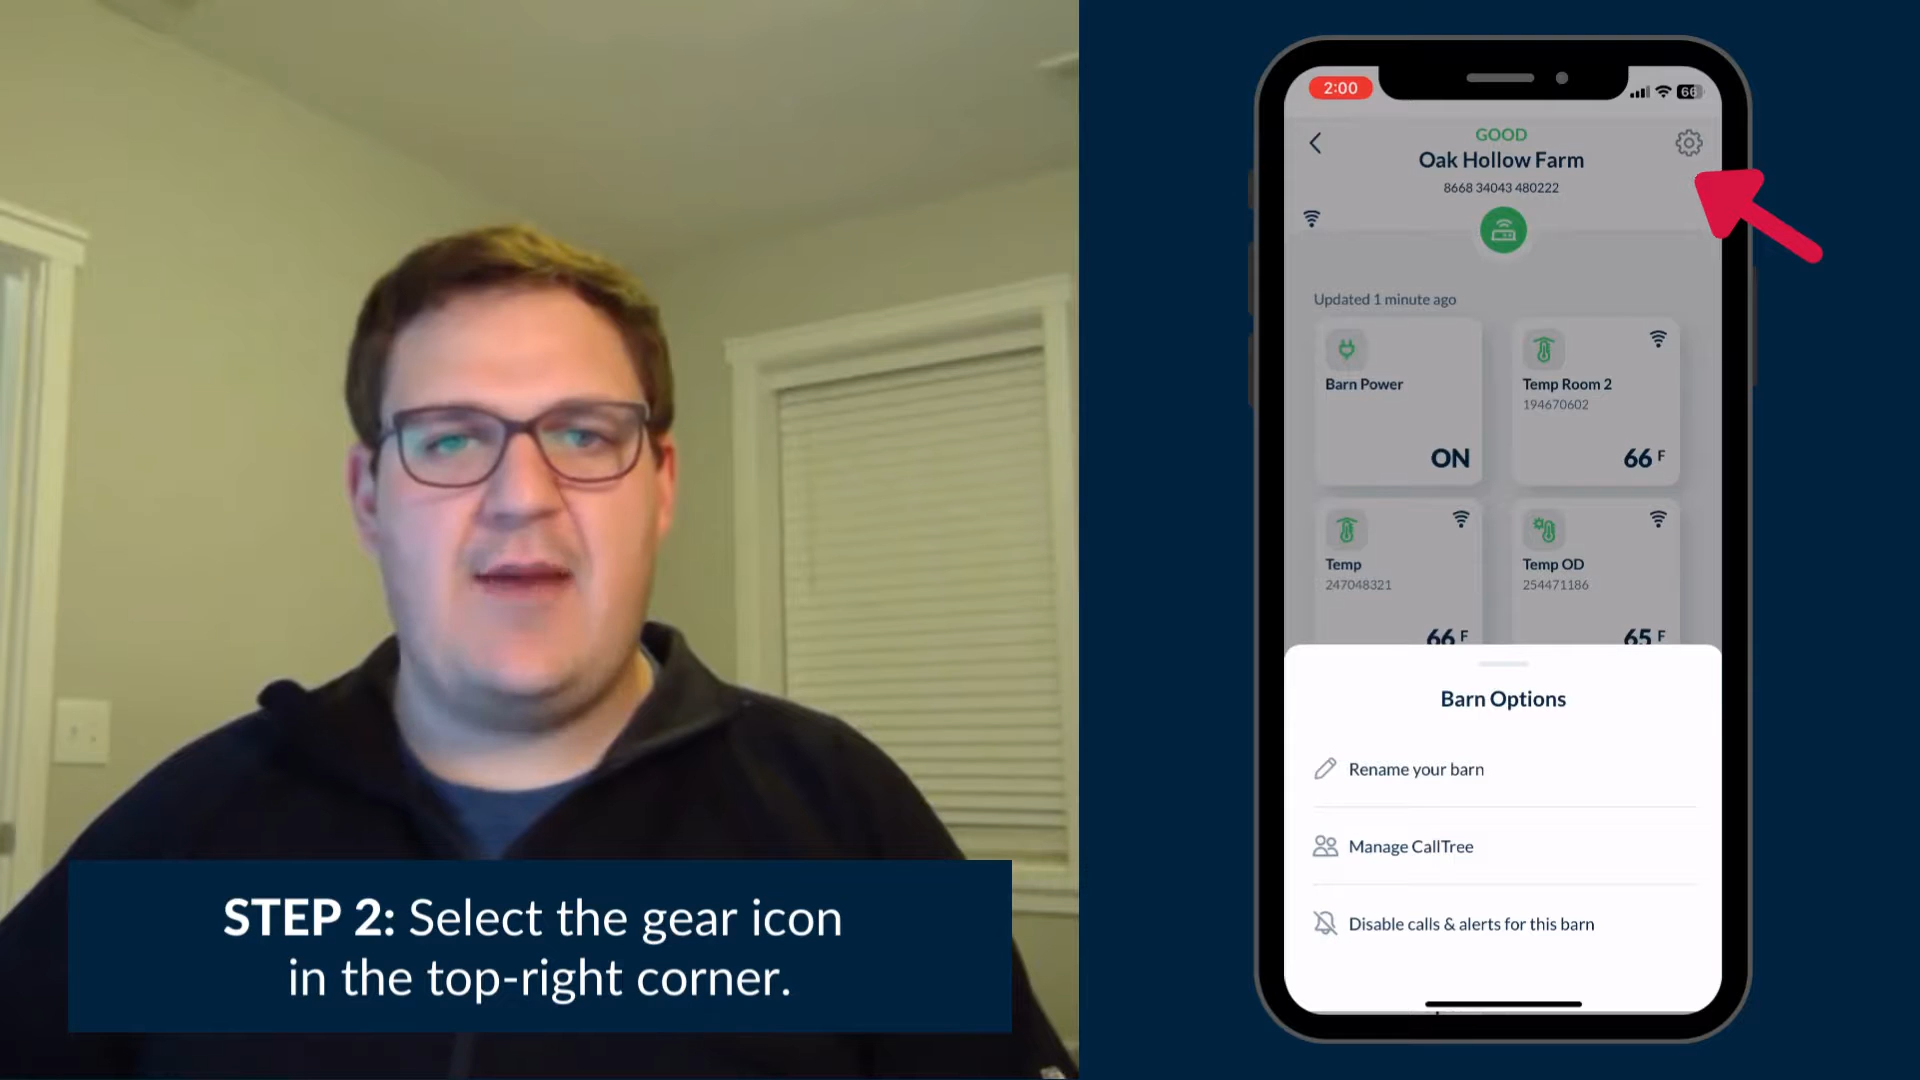 STEP 2: Select the gear icon
in the top-right corner.
2:00
66
GOOD
Oak Hollow Farm
8668 34043 480222
Updated 1 minute ago
Barn Power
ON
Temp Room 2
194670602
66 F
Temp
247048321
66 F
Temp OD
254471186
65 F
Barn Options
Rename your barn
Manage CallTree
Disable calls & alerts for this barn